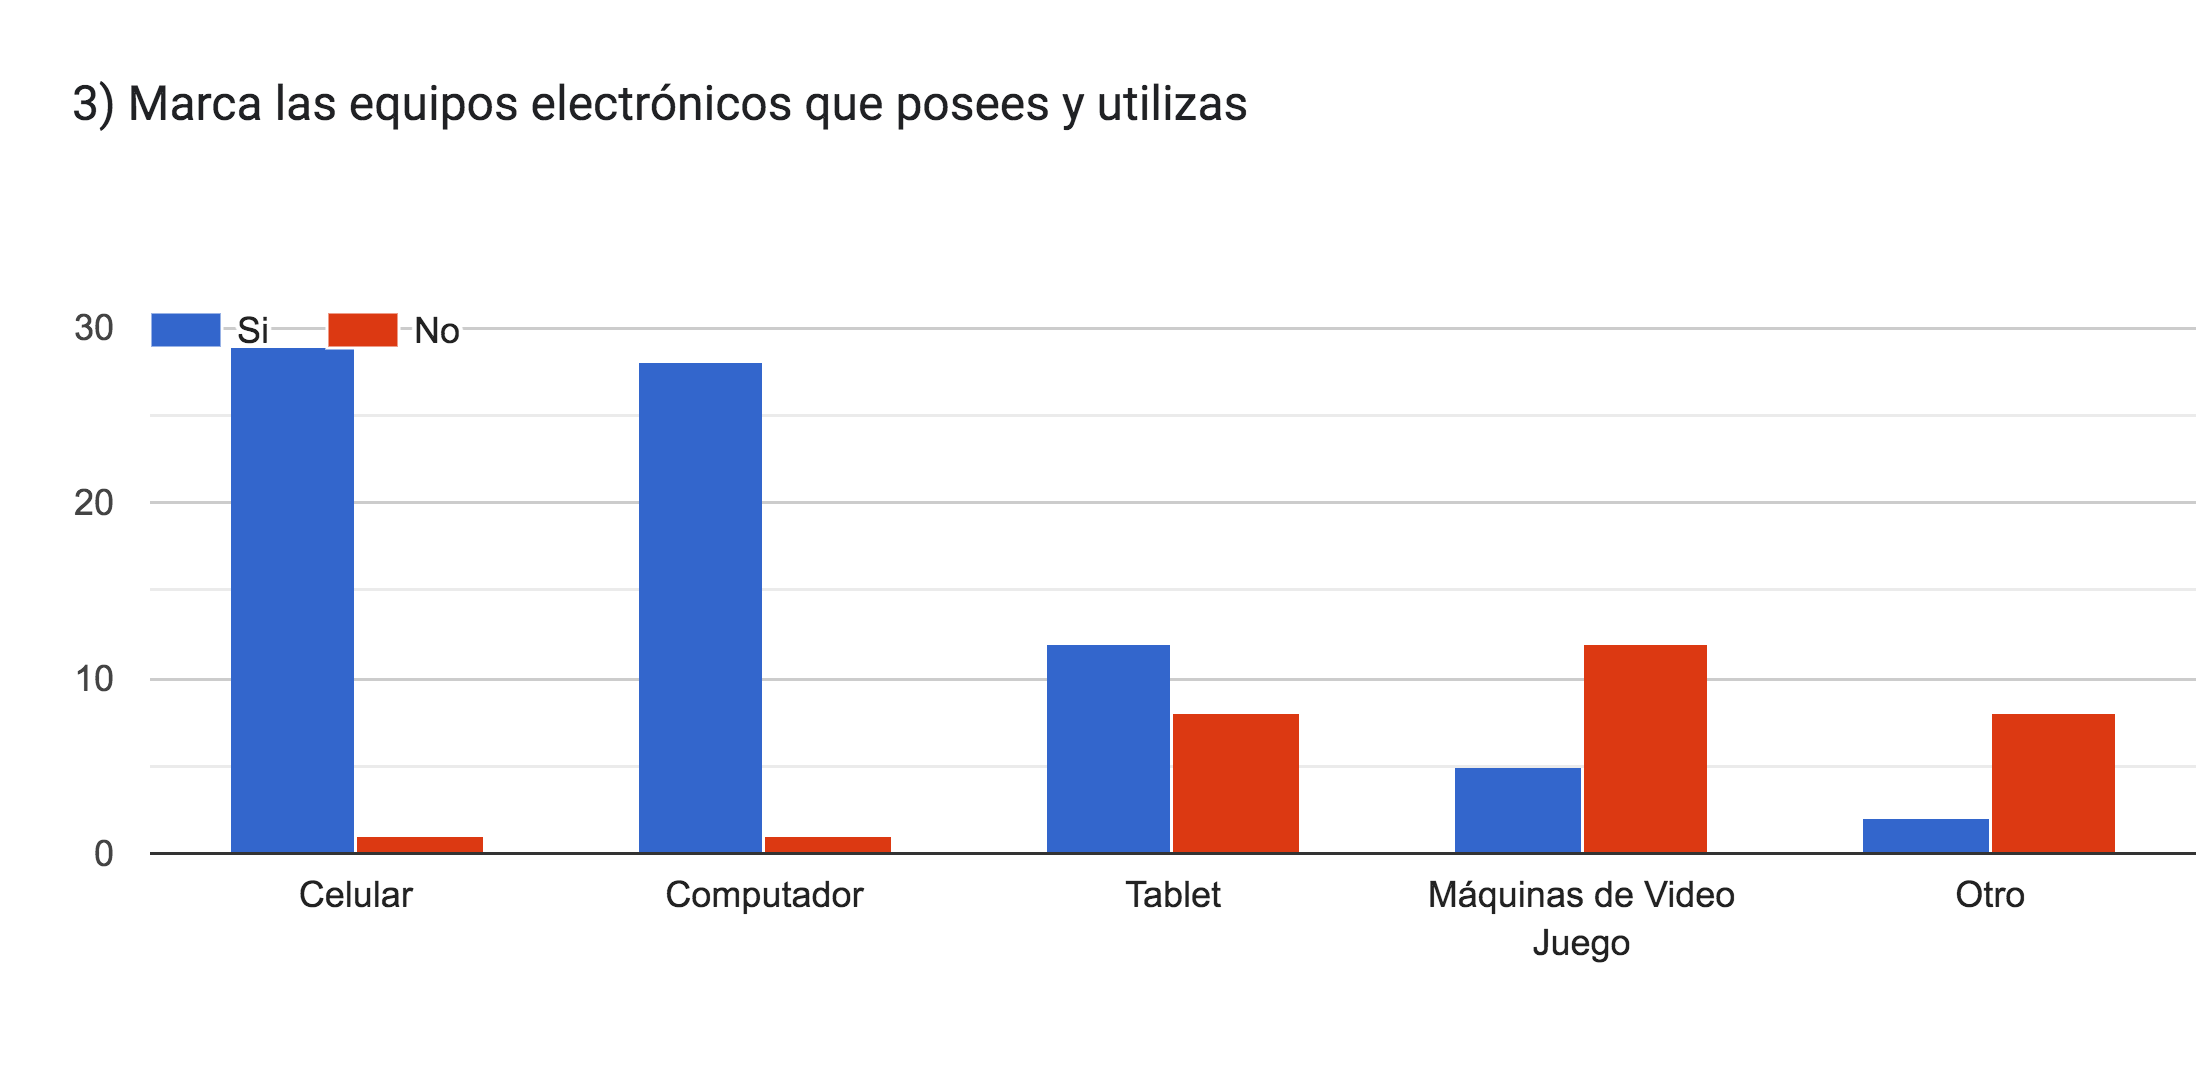 3) Marca las equipos electrónicos que posees y utilizas
Si No
30
20
10
0
Celular Computador Tablet Máquinas de Video Juego Otro